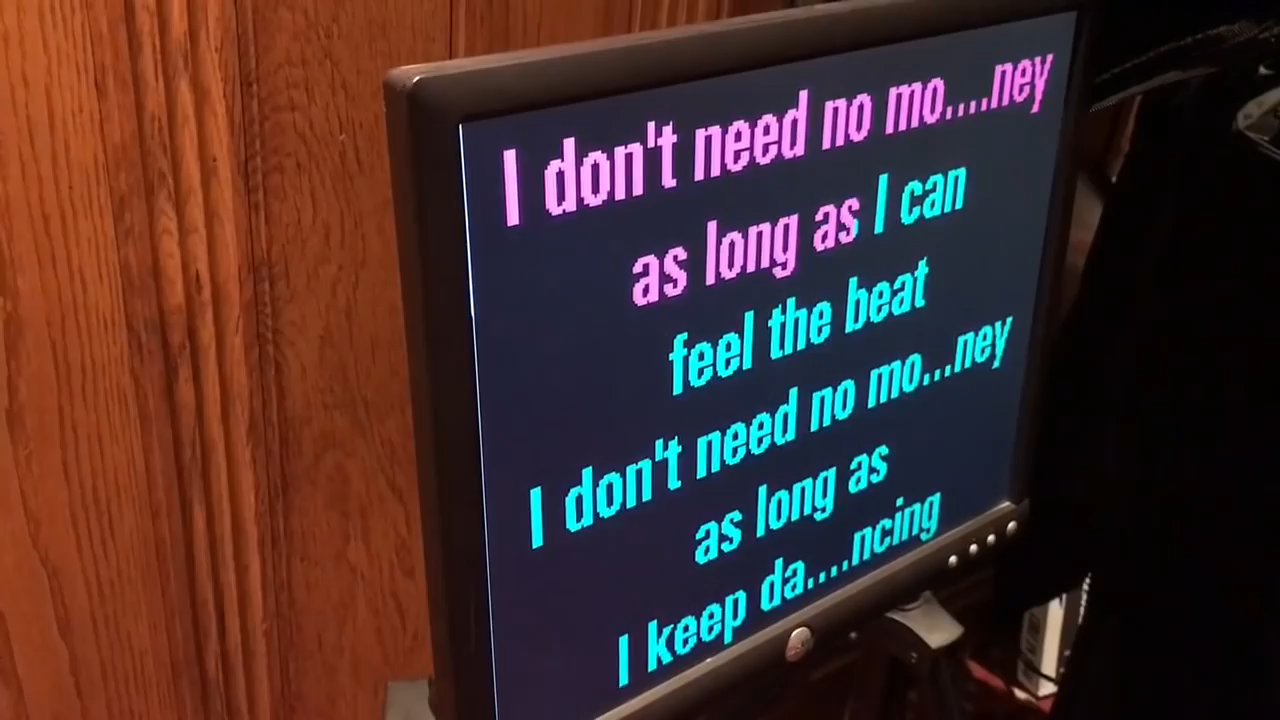 I don't need no mo....ney
as long as I can
feel the beat
I don't need no mo...ney
as long as
I keep da....ncing